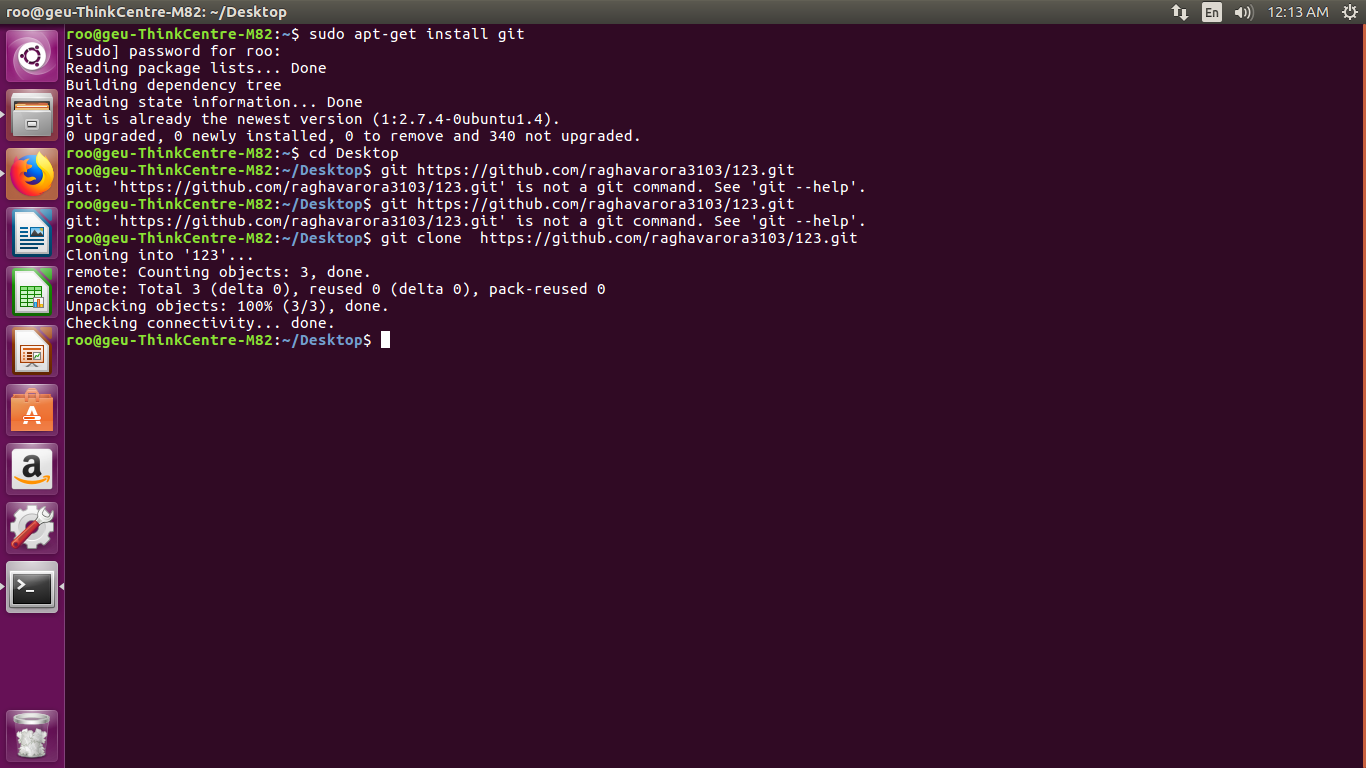 roo@geu-ThinkCentre-M82: ~/Desktop
En
12:13 AM
roo@geu-ThinkCentre-M82:~$ sudo apt-get install git
[sudo] password for roo:
Reading package lists... Done
Building dependency tree
Reading state information... Done
git is already the newest version (1:2.7.4-0ubuntu1.4).
0 upgraded, 0 newly installed, 0 to remove and 340 not upgraded.
roo@geu-ThinkCentre-M82:~$ cd Desktop
roo@geu-ThinkCentre-M82:~/Desktop$ git https://github.com/raghavarora3103/123.git
git: 'https://github.com/raghavarora3103/123.git' is not a git command. See 'git --help'.
roo@geu-ThinkCentre-M82:~/Desktop$ git https://github.com/raghavarora3103/123.git
git: 'https://github.com/raghavarora3103/123.git' is not a git command. See 'git --help'.
roo@geu-ThinkCentre-M82:~/Desktop$ git clone  https://github.com/raghavarora3103/123.git
Cloning into '123'...
remote: Counting objects: 3, done.
remote: Total 3 (delta 0), reused 0 (delta 0), pack-reused 0
Unpacking objects: 100% (3/3), done.
Checking connectivity... done.
roo@geu-ThinkCentre-M82:~/Desktop$